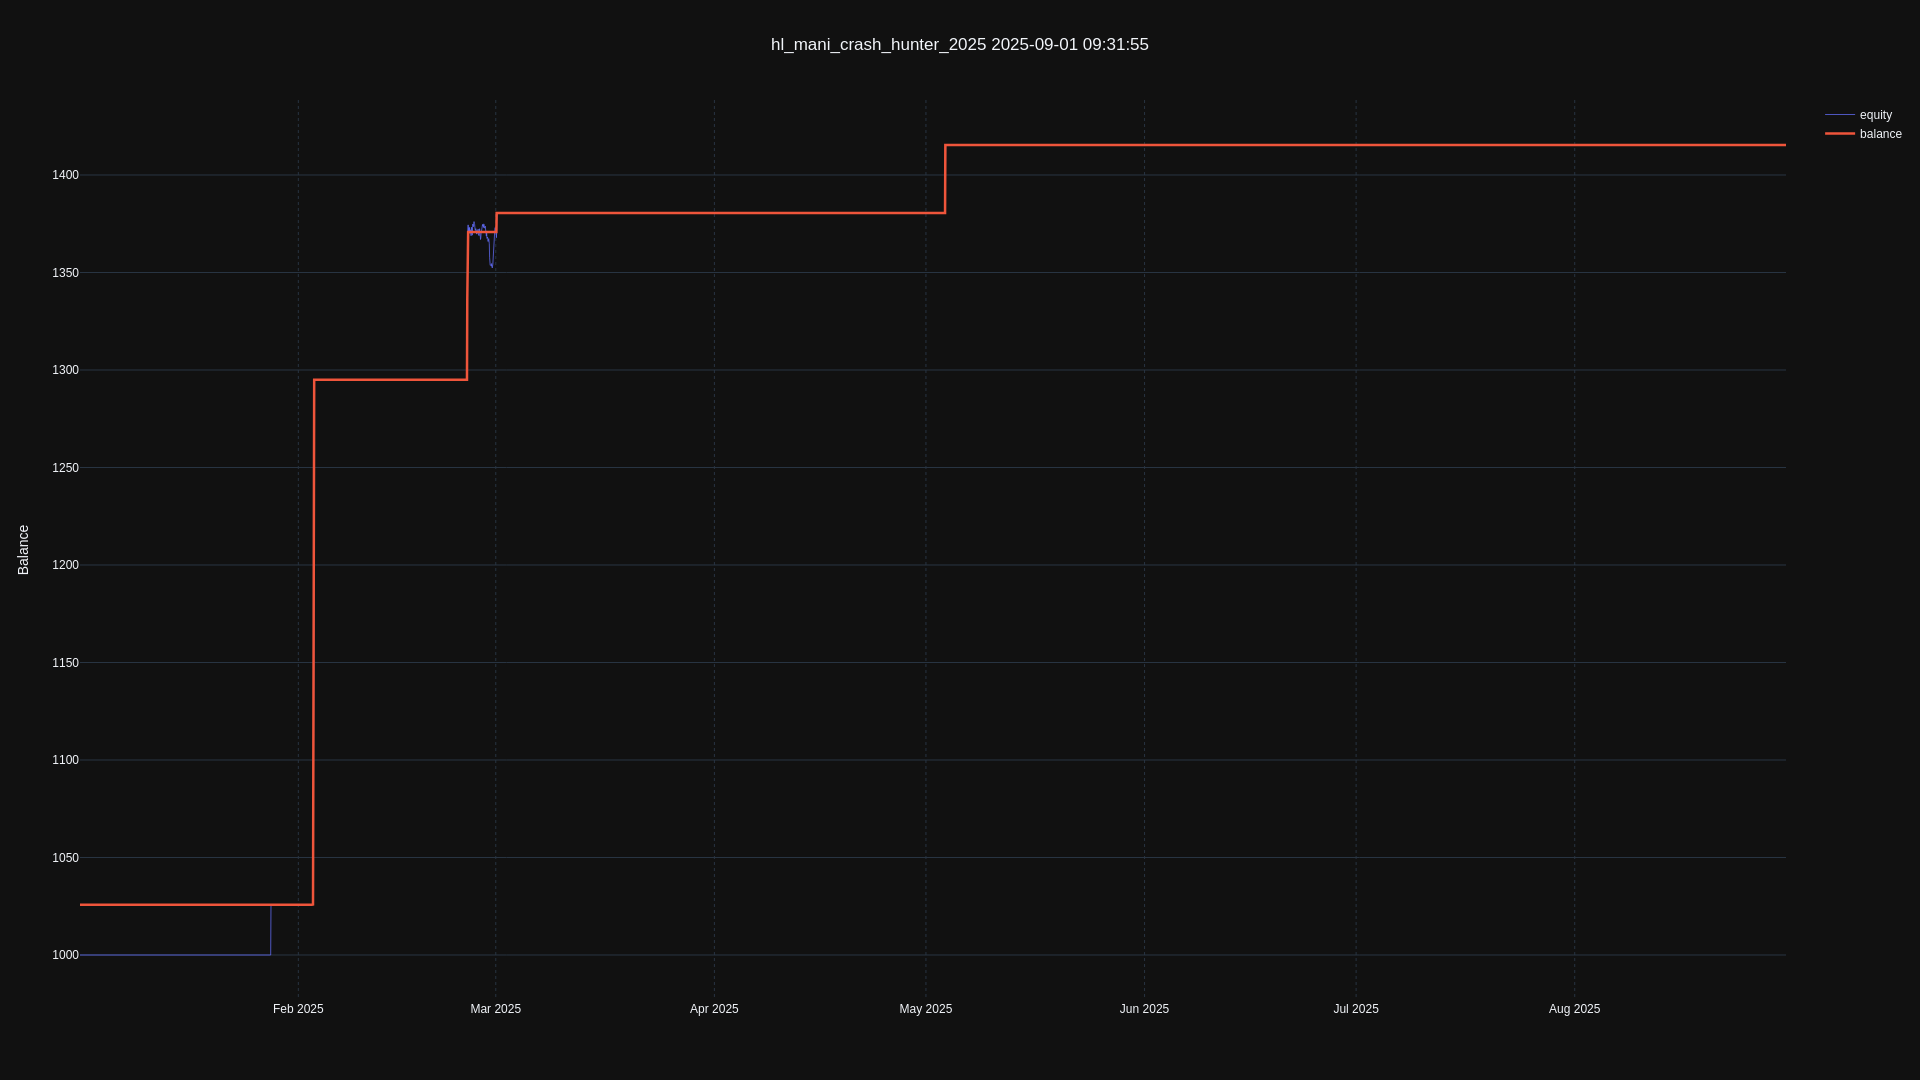 hl_mani_crash_hunter_2025 2025-09-01 09:31:55
equity
balance
1400
1350
1300
1250
1200
1150
1100
1050
1000
Balance
Feb 2025
Mar 2025
Apr 2025
May 2025
Jun 2025
Jul 2025
Aug 2025